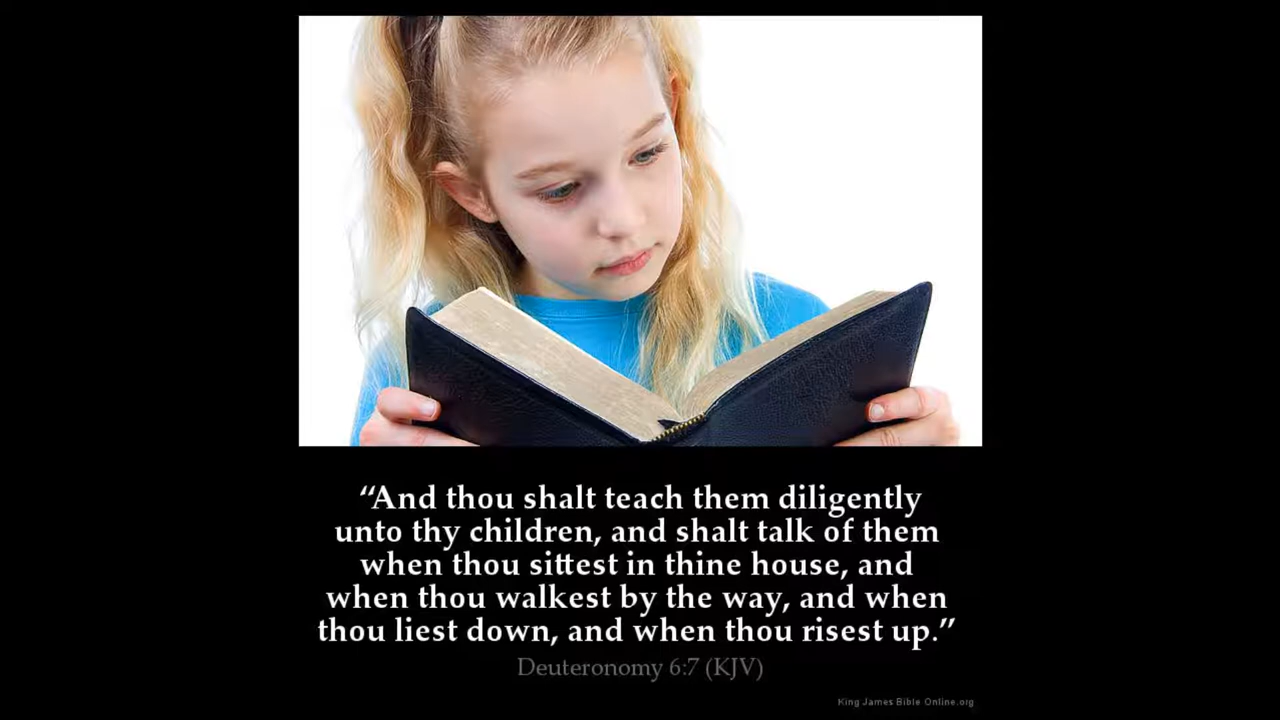 “And thou shalt teach them diligently
unto thy children, and shalt talk of them
when thou sittest in thine house, and
when thou walkest by the way, and when
thou liest down, and when thou risest up.”
Deuteronomy 6:7 (KJV)
King James Bible Online.org